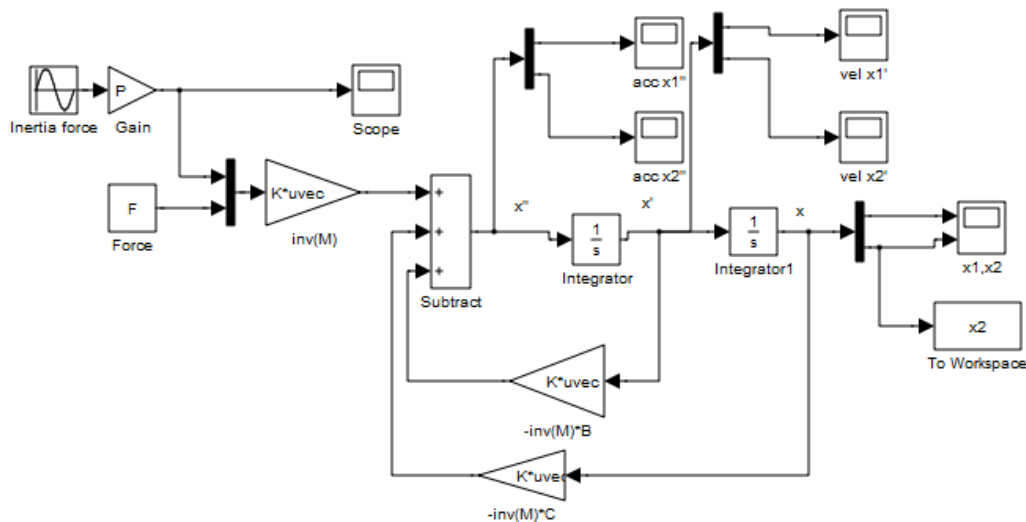 P
Inertia force
Gain
Scope
acc x1''
vel x1'
acc x2''
vel x2'
F
Force
K*uvec
inv(M)
+
+
+
Subtract
x''
1
s
Integrator
x'
1
s
Integrator1
x
x1,x2
x2
To Workspace
K*uvec
-inv(M)*B
K*uvec
-inv(M)*C